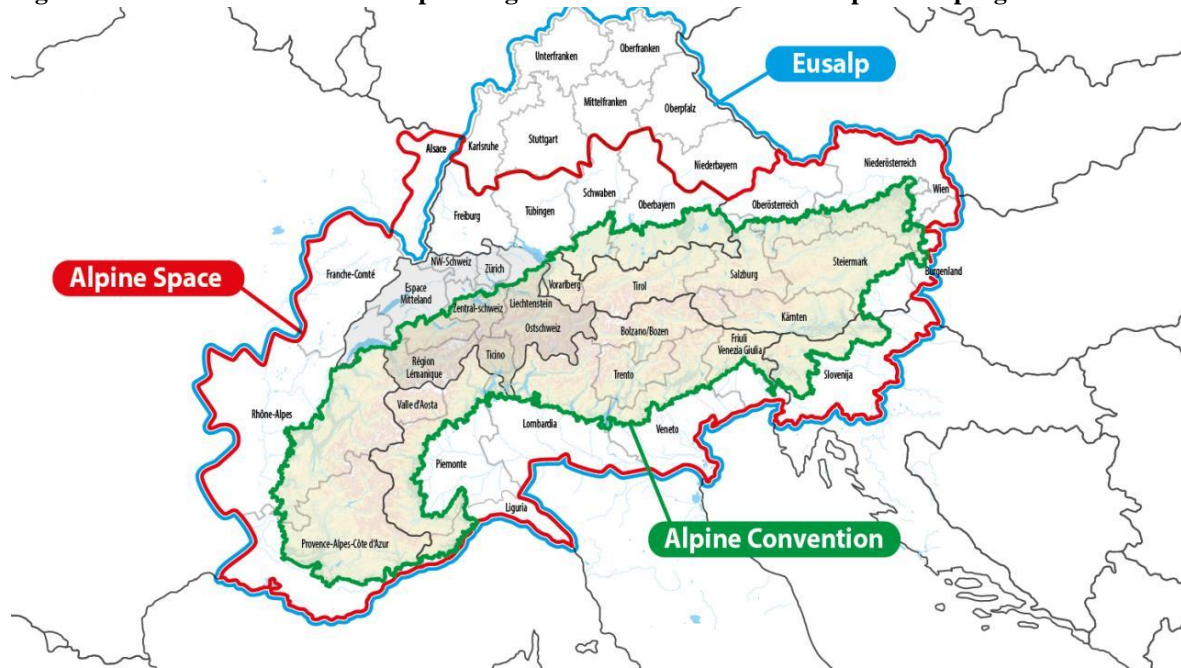 Unterfranken
Oberfranken
Eusalp
Mittelfranken
Oberpfalz
Alsace
Karlsruhe
Stuttgart
Niederbayern
Niederösterreich
Wien
Schwaben
Oberbayern
Oberösterreich
Freiburg
Tübingen
Alpine Space
Franche-Comté
NW-Schweiz
Zürich
Espace
Mitteland
Vorarlberg
Tirol
Salzburg
Steiermark
Burgenland
Zentral-schweiz
Liechtenstein
Ostschweiz
Kärnten
Bolzano/Bozen
Friuli
Venezia Giulia
Région
Lémanique
Ticino
Trento
Slovenija
Rhône-Alpes
Valle d'Aosta
Lombardia
Veneto
Piemonte
Liguria
Alpine Convention
Provence-Alpes-Côte d'Azur